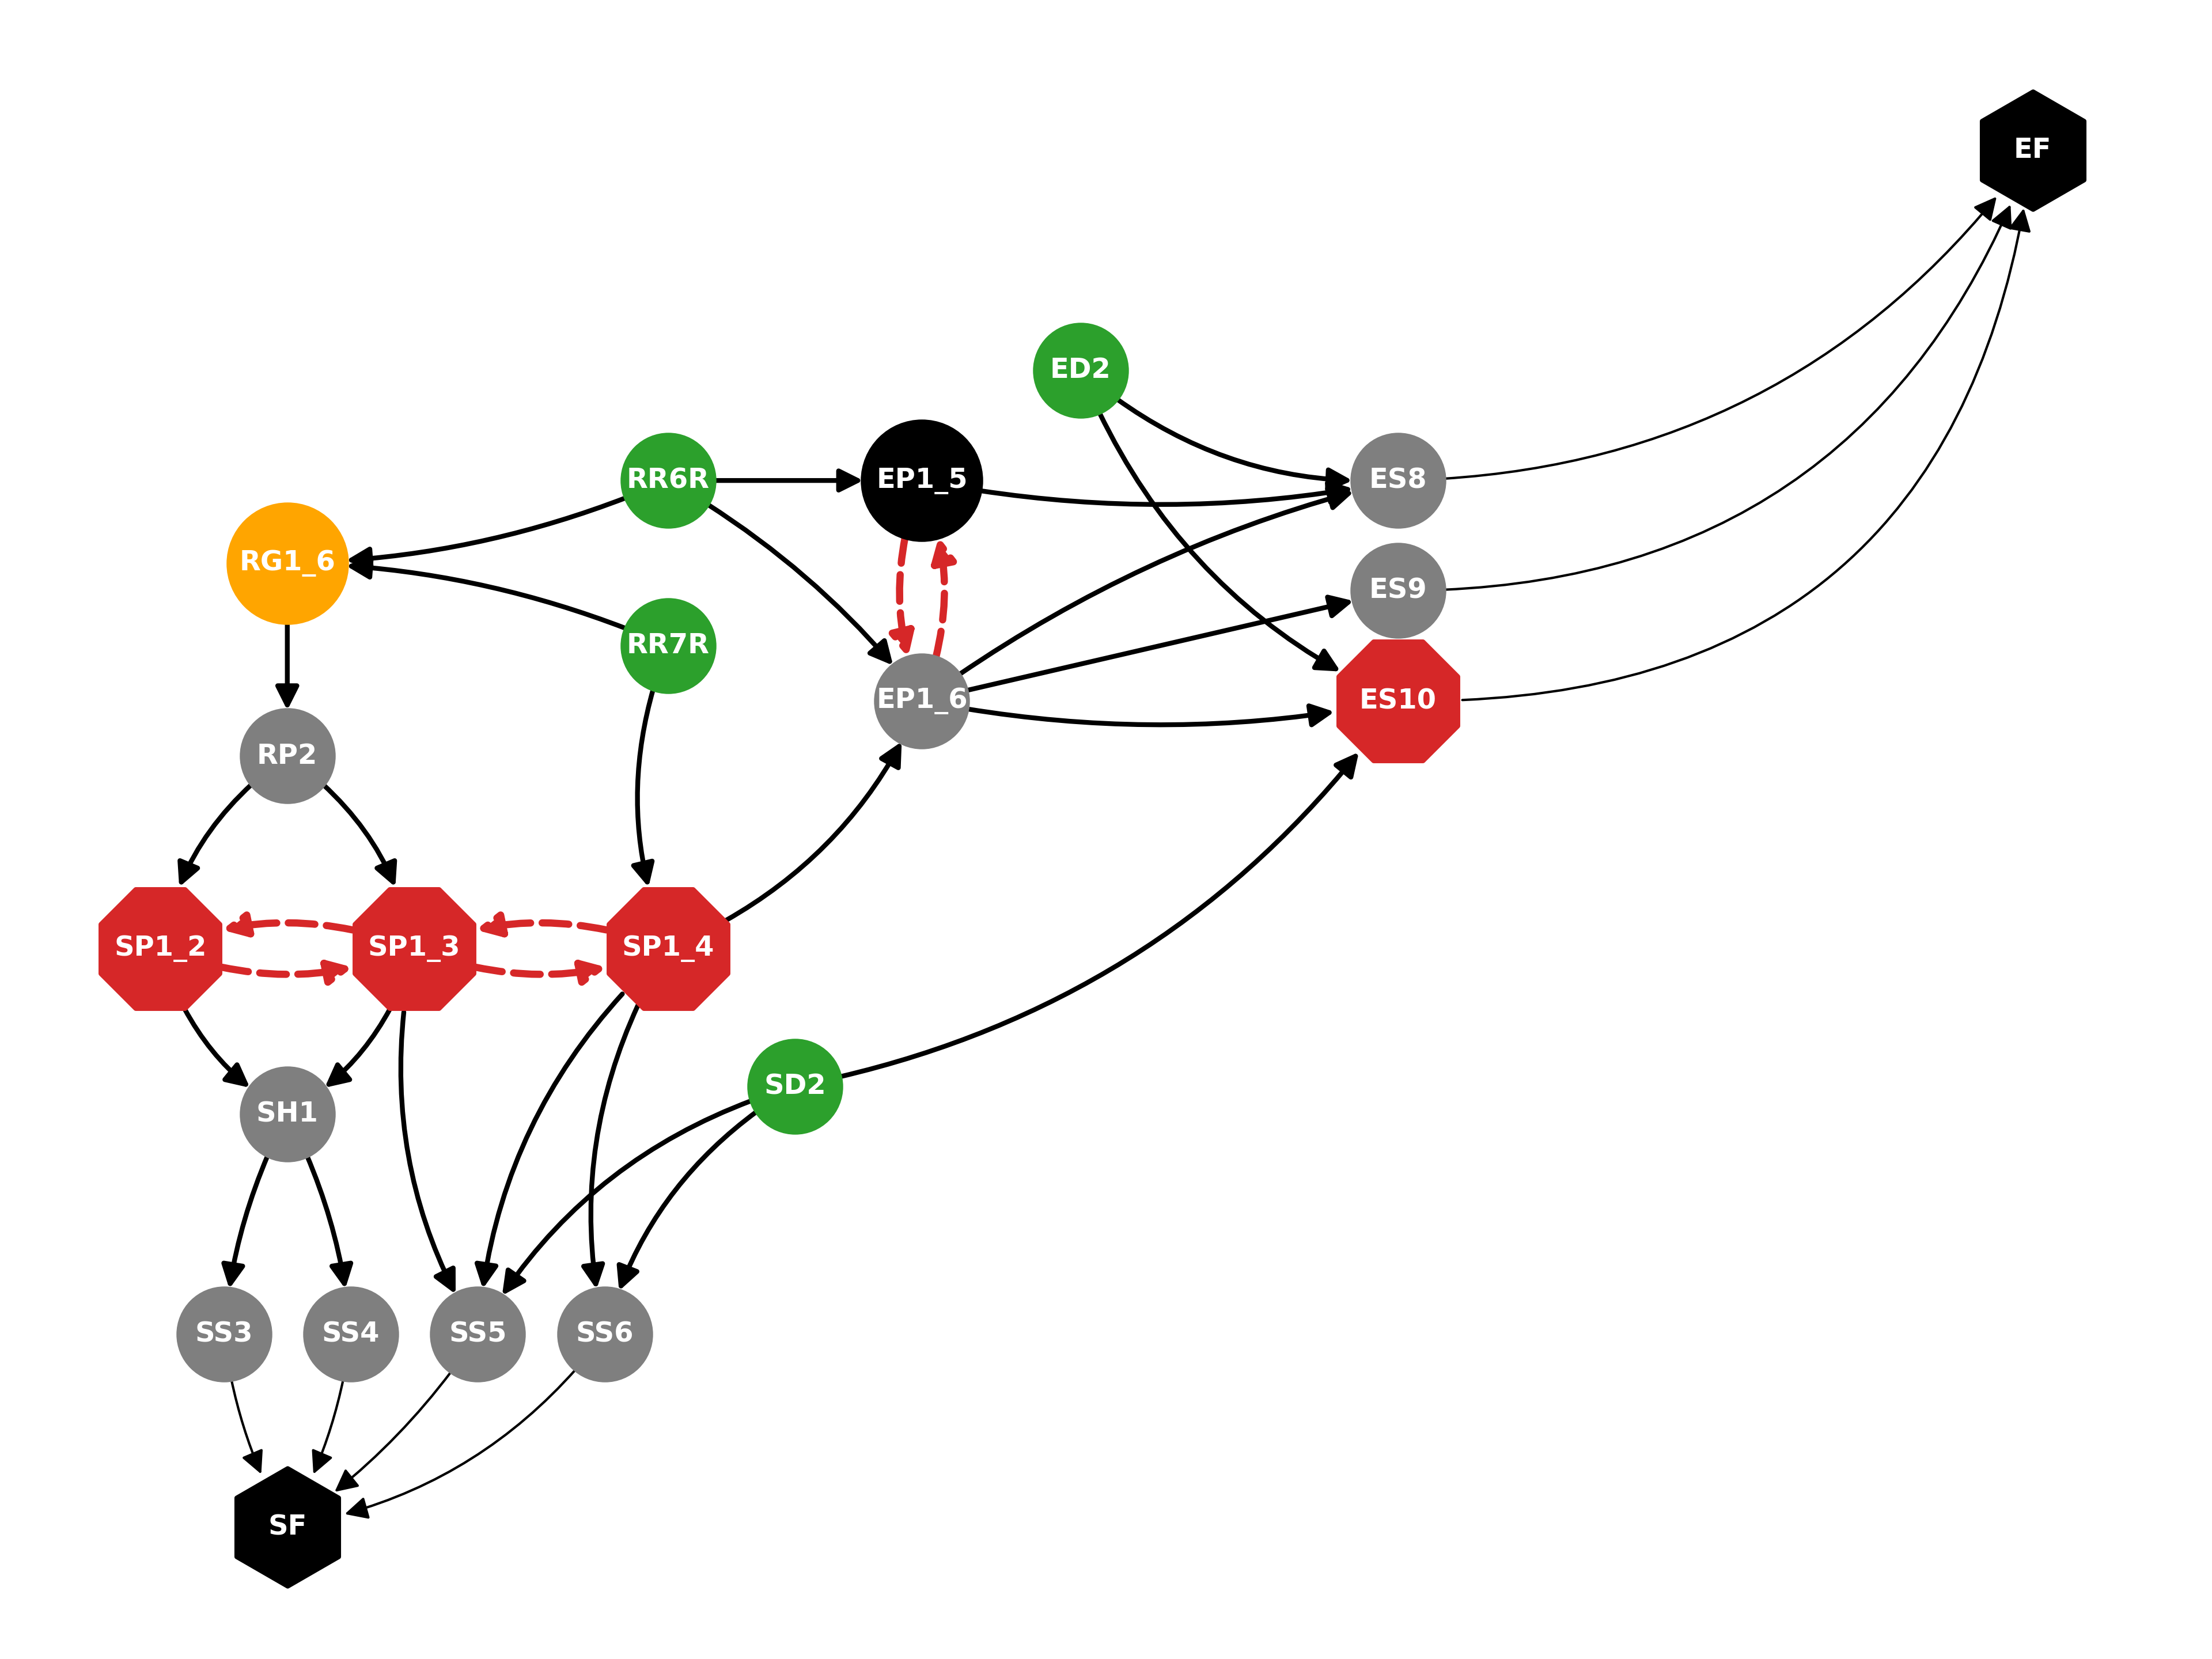 EF
ED2
RR6R
EP1_5
ES8
RG1_6
ES9
RR7R
EP1_6
ES10
RP2
SP1_2
SP1_3
SP1_4
SD2
SH1
SS3
SS4
SS5
SS6
SF